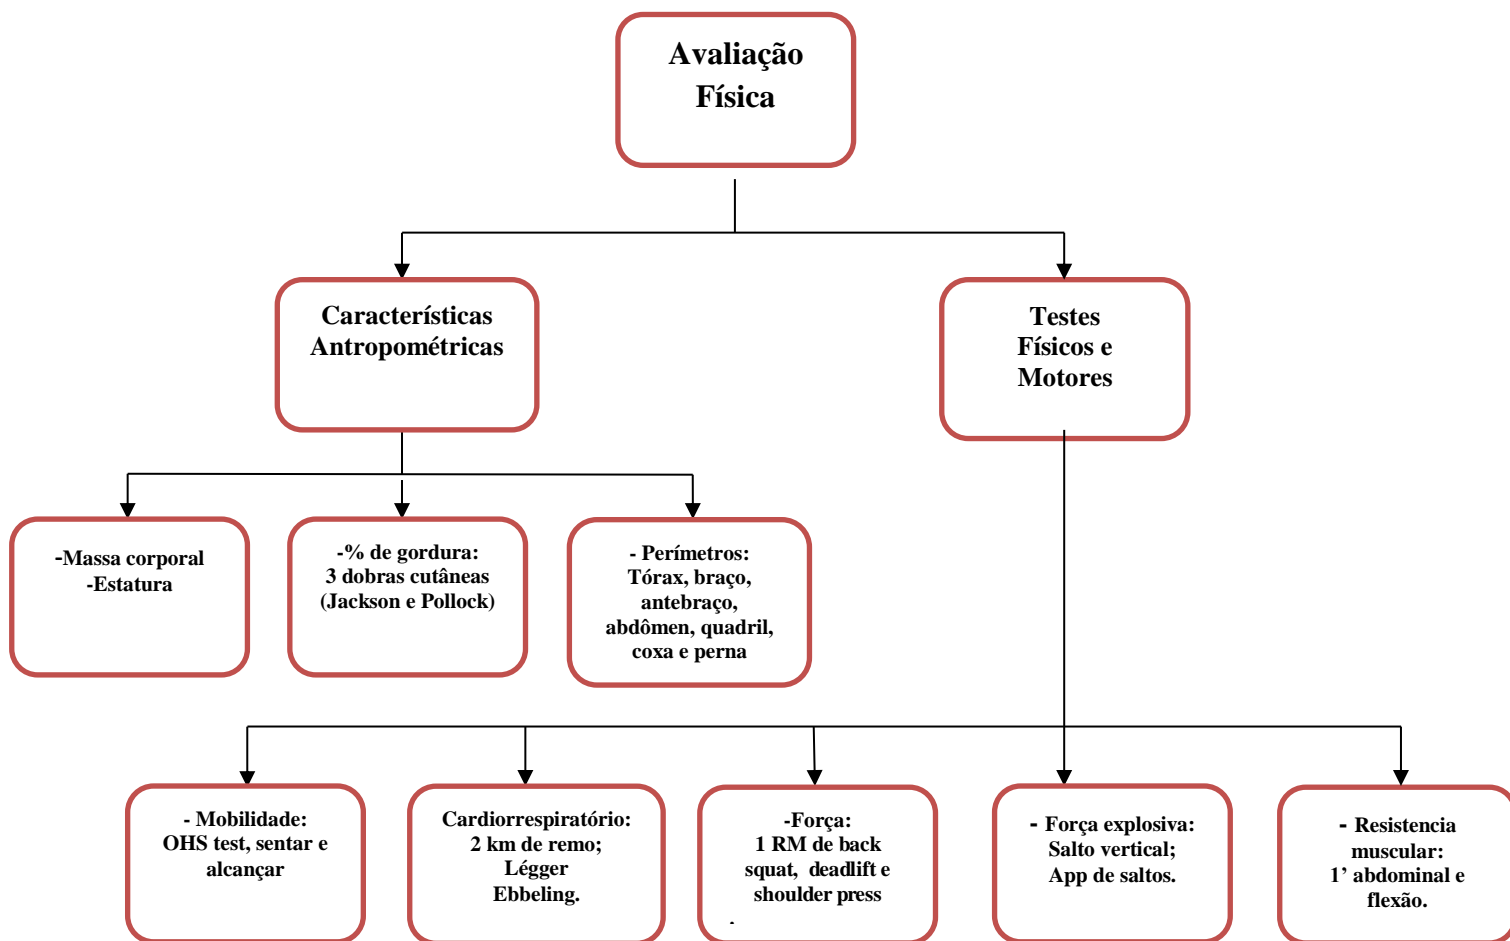 Avaliação
Física
Características
Antropométricas
Testes
Físicos e
Motores
-Massa corporal
-Estatura
-% de gordura:
3 dobras cutâneas
(Jackson e Pollock)
- Perímetros:
Tórax, braço,
antebraço,
abdômen, quadril,
coxa e perna
- Mobilidade:
OHS test, sentar e
alcançar
Cardiorrespiratório:
2 km de remo;
Légger
Ebbeling.
-Força:
1 RM de back
squat, deadlift e
shoulder press
.
- Força explosiva:
Salto vertical;
App de saltos.
- Resistencia
muscular:
1’ abdominal e
flexão.